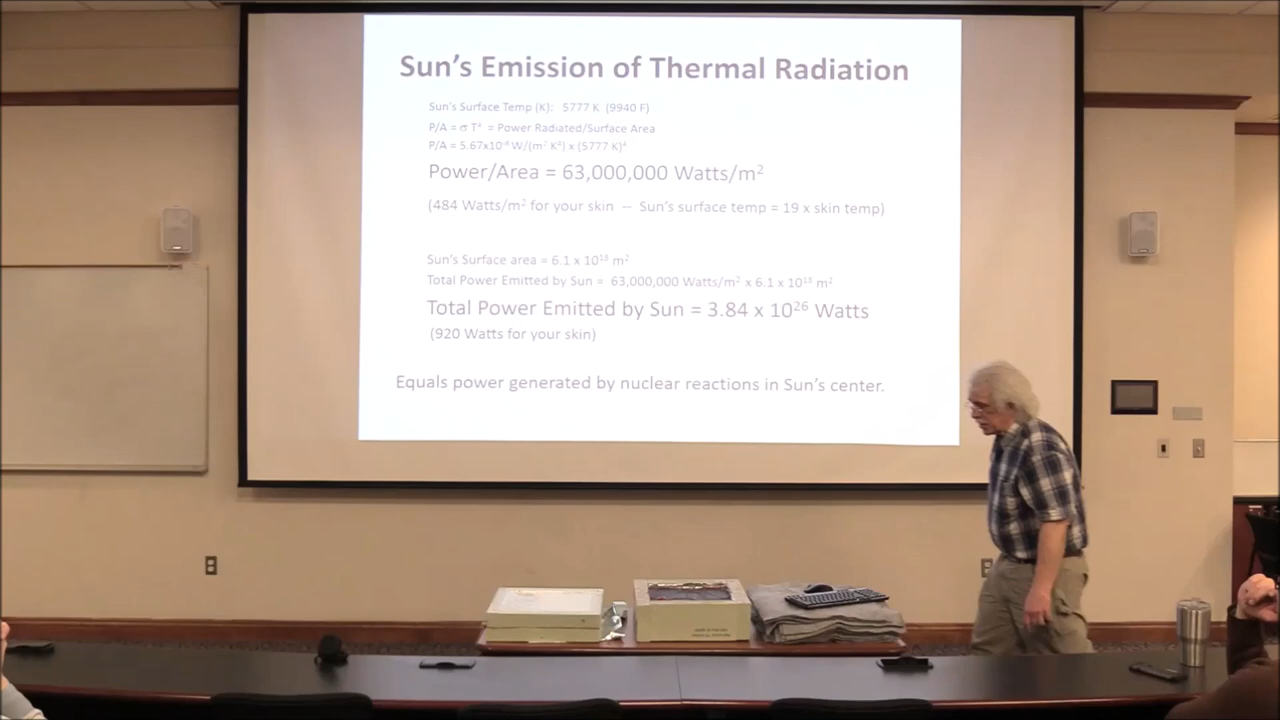 Sun's Emission of Thermal Radiation
Sun's Surface Temp (K): 5777 K (9940 F)
P/A = σ T⁴ = Power Radiated/Surface Area
P/A = 5.67x10⁻⁸ W/(m² K⁴) x (5777 K)⁴
Power/Area = 63,000,000 Watts/m²
(484 Watts/m² for your skin -- Sun's surface temp = 19 x skin temp)
Sun's Surface area = 6.1 x 10¹⁸ m²
Total Power Emitted by Sun = 63,000,000 Watts/m² x 6.1 x 10¹⁸ m²
Total Power Emitted by Sun = 3.84 x 10²⁶ Watts
(920 Watts for your skin)
Equals power generated by nuclear reactions in Sun's center.